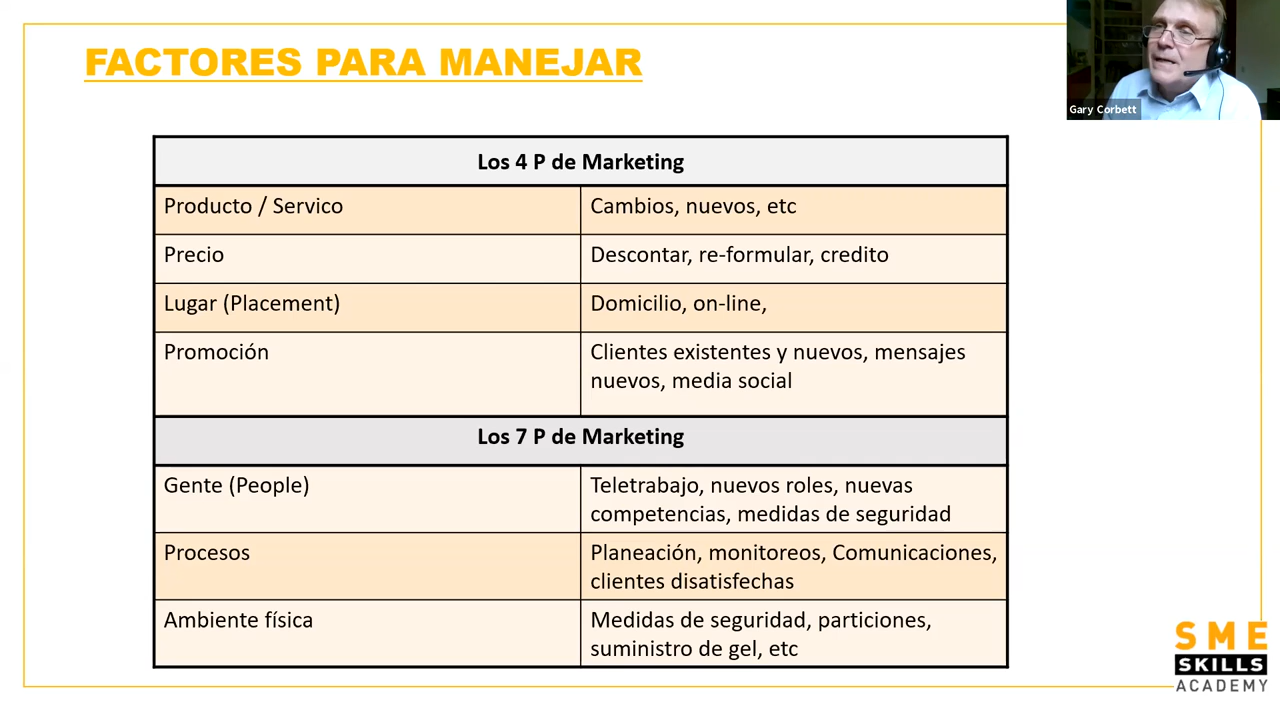 FACTORES PARA MANEJAR
Gary Corbett
Los 4 P de Marketing
Producto / Servico
Cambios, nuevos, etc
Precio
Descontar, re-formular, credito
Lugar (Placement)
Domicilio, on-line,
Promoción
Clientes existentes y nuevos, mensajes
nuevos, media social
Los 7 P de Marketing
Gente (People)
Teletrabajo, nuevos roles, nuevas
competencias, medidas de seguridad
Procesos
Planeación, monitoreos, Comunicaciones,
clientes disatisfechas
Ambiente física
Medidas de seguridad, particiones,
suministro de gel, etc
SME
SKILLS
ACADEMY